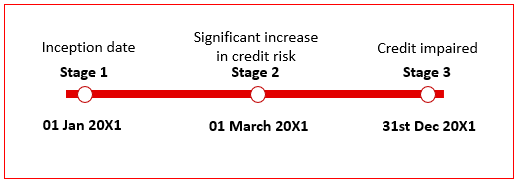 Inception date
Stage 1
Significant increase
in credit risk
Stage 2
Credit impaired
Stage 3
01 Jan 20X1
01 March 20X1
31st Dec 20X1